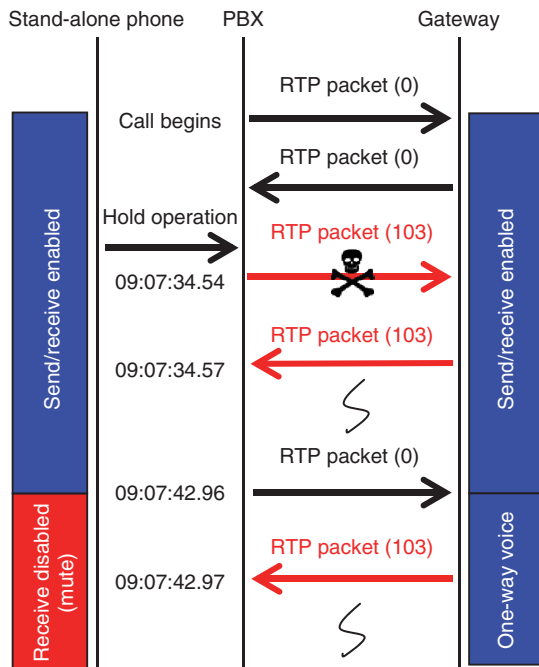 Stand-alone phone
PBX
Gateway
RTP packet (0)
Call begins
RTP packet (0)
Hold operation
RTP packet (103)
09:07:34.54
RTP packet (103)
09:07:34.57
Send/receive enabled
Send/receive enabled
RTP packet (0)
09:07:42.96
RTP packet (103)
09:07:42.97
Receive disabled
(mute)
One-way voice